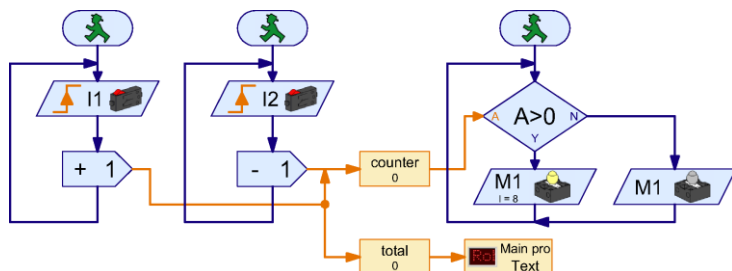 I1
I2
A>0
A
N
Y
+ 1
- 1
counter
0
M1
I = 8
M1
total
0
Main pro
Text